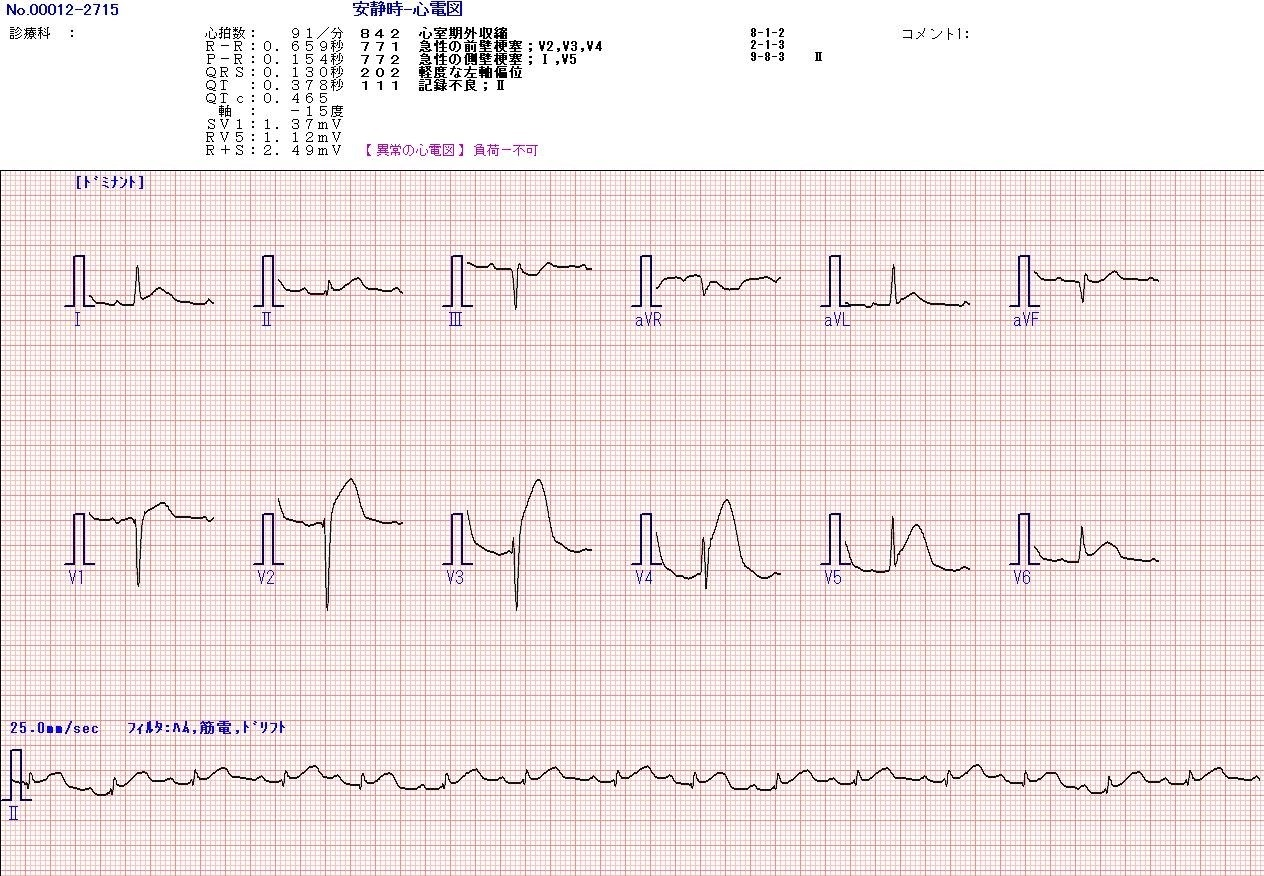 No.00012-2715
安静時-心電図
診療科 :
心拍数: 91/分 842 心室期外収縮 8-1-2 コメント1:
R-R:0.659秒 771 急性の前壁梗塞;V2,V3,V4 2-1-3
P-R:0.154秒 772 急性の側壁梗塞;Ⅰ,V5 9-8-3 Ⅱ
QRS:0.130秒 202 軽度な左軸偏位
QT :0.378秒 111 記録不良;Ⅱ
QTc:0.465
軸 : -15度
SV1:1.37mV
RV5:1.12mV
R+S:2.49mV 【異常の心電図】負荷-不可
[ドミナント]
Ⅰ Ⅱ Ⅲ aVR aVL aVF
V1 V2 V3 V4 V5 V6
25.0mm/sec フィルタ:ハム,筋電,ドリフト
Ⅱ